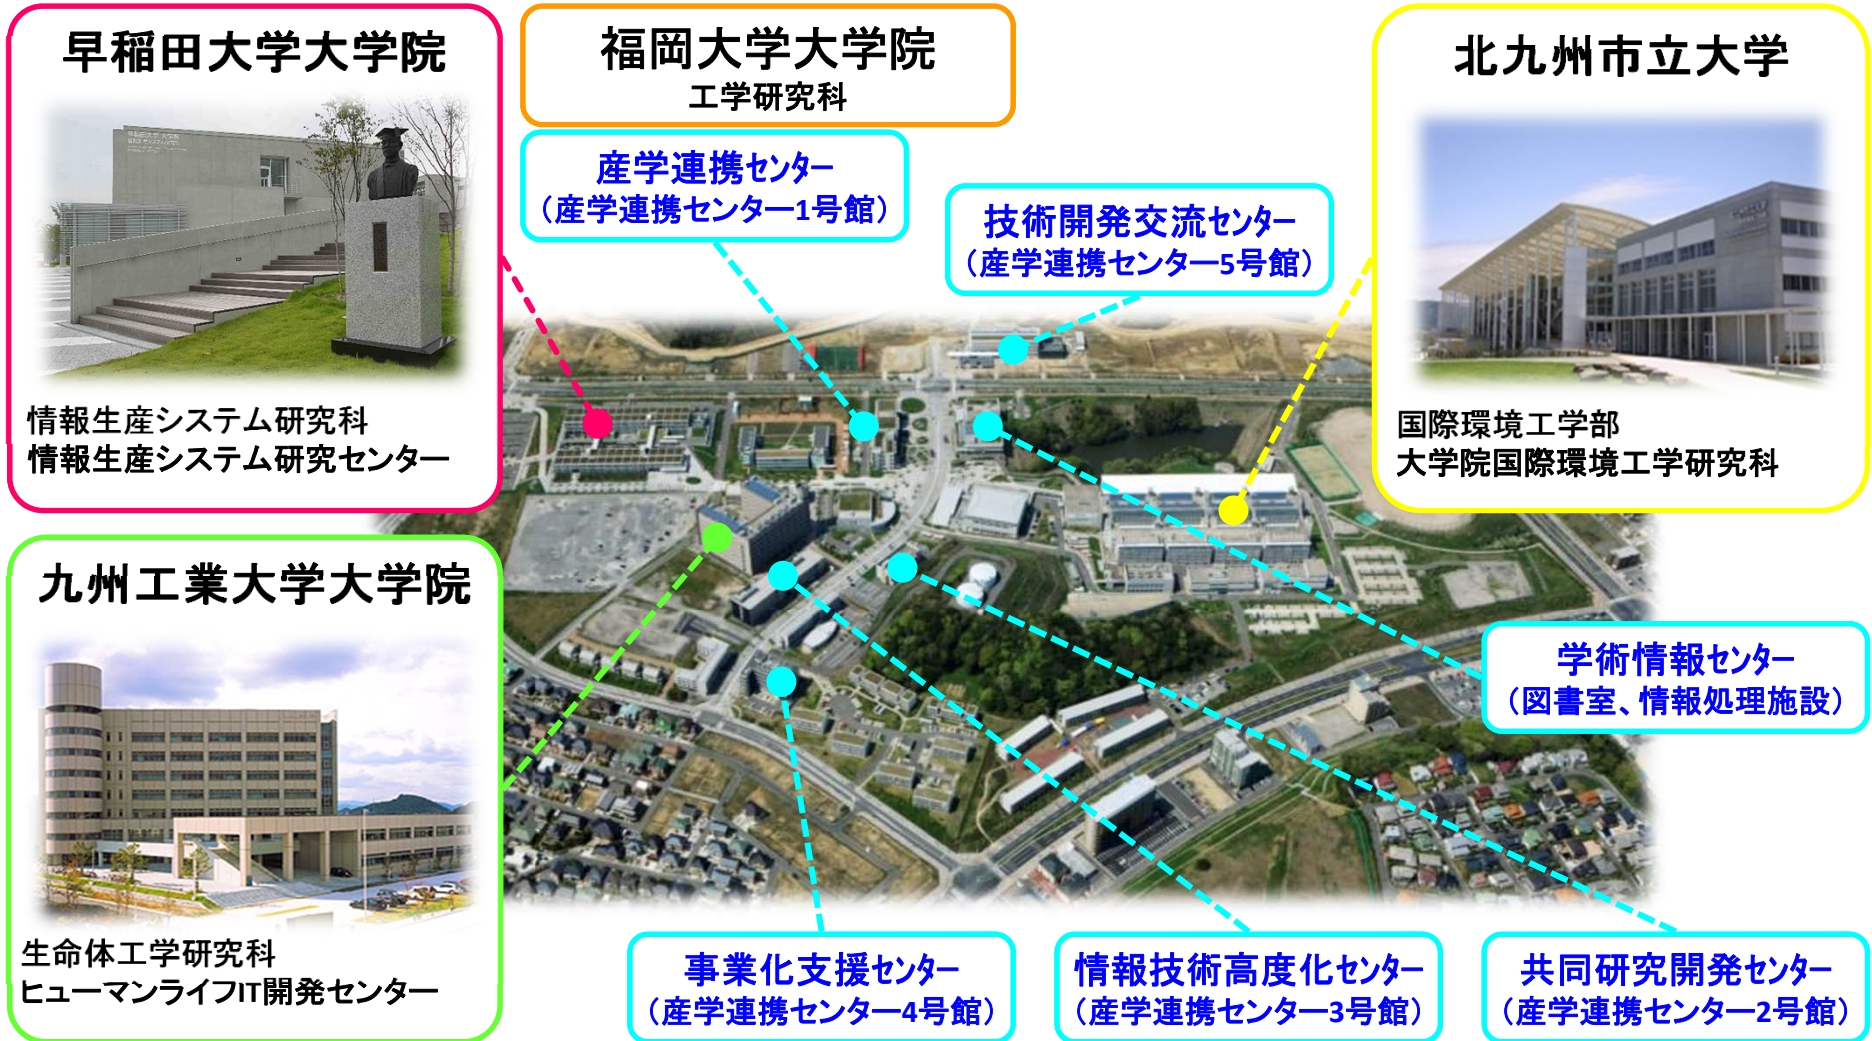 早稲田大学大学院
早稲田大学 大学院
情報生産システム研究科
情報生産システム研究センター
福岡大学大学院
工学研究科
産学連携センター
（産学連携センター1号館）
技術開発交流センター
（産学連携センター5号館）
北九州市立大学
国際環境工学部
大学院国際環境工学研究科
九州工業大学大学院
生命体工学研究科
ヒューマンライフIT開発センター
学術情報センター
（図書室、情報処理施設）
事業化支援センター
（産学連携センター4号館）
情報技術高度化センター
（産学連携センター3号館）
共同研究開発センター
（産学連携センター2号館）